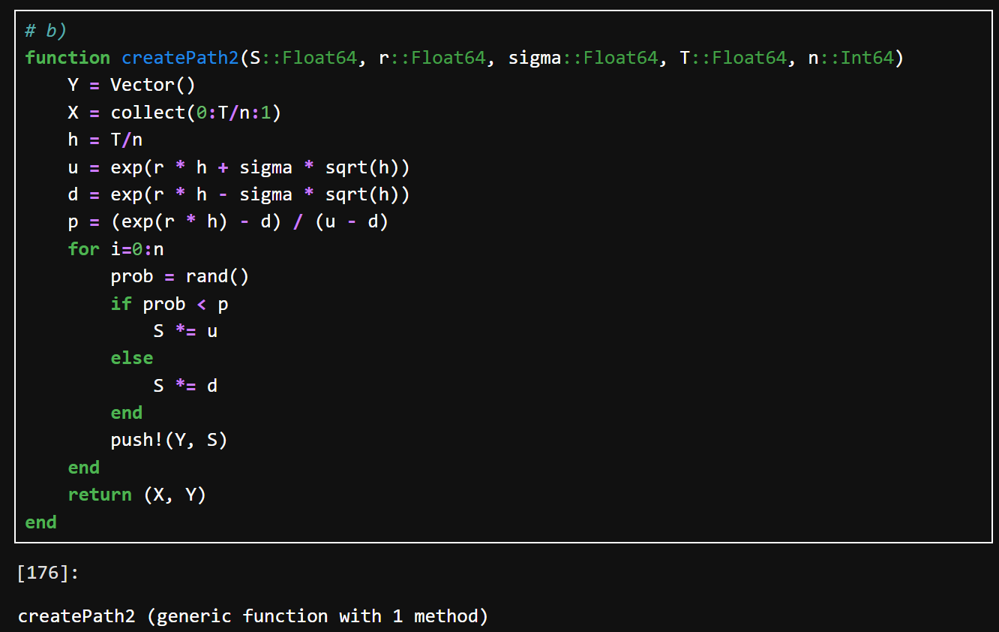 # b)
function createPath2(S::Float64, r::Float64, sigma::Float64, T::Float64, n::Int64)
    Y = Vector()
    X = collect(0:T/n:1)
    h = T/n
    u = exp(r * h + sigma * sqrt(h))
    d = exp(r * h - sigma * sqrt(h))
    p = (exp(r * h) - d) / (u - d)
    for i=0:n
        prob = rand()
        if prob < p
            S *= u
        else
            S *= d
        end
        push!(Y, S)
    end
    return (X, Y)
end
[176]:
createPath2 (generic function with 1 method)